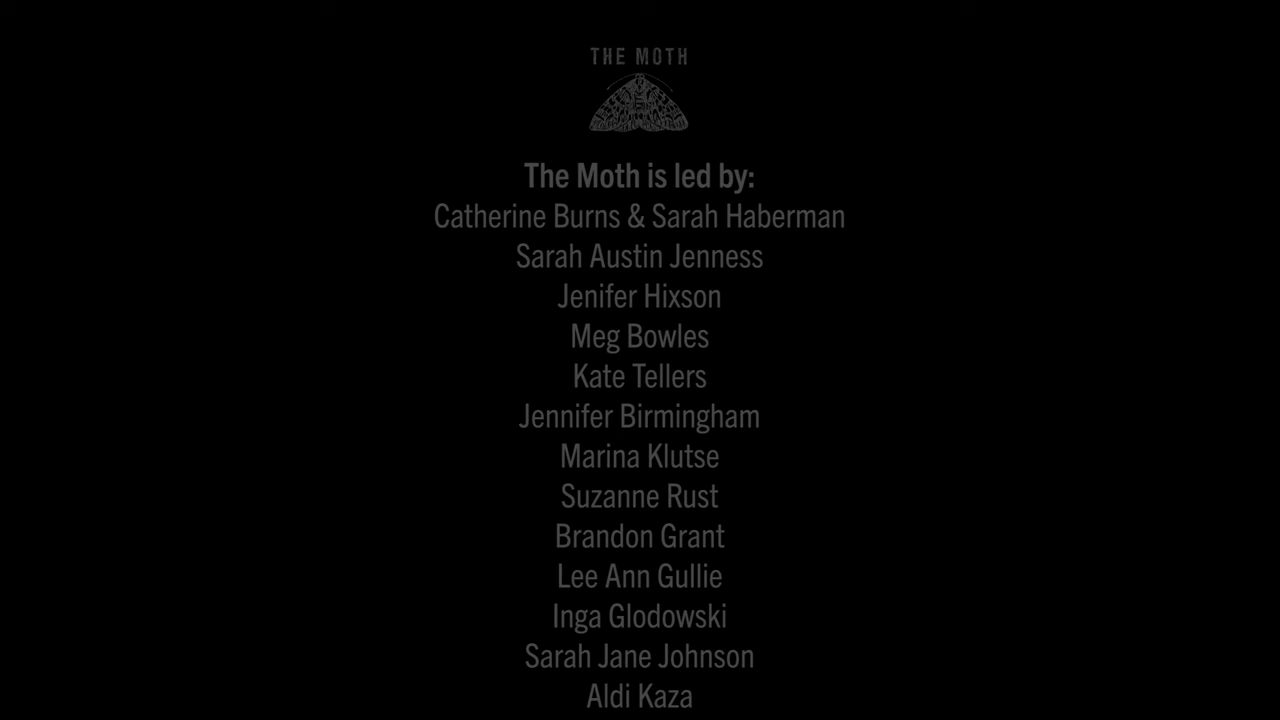 THE MOTH
The Moth is led by:
Catherine Burns & Sarah Haberman
Sarah Austin Jenness
Jenifer Hixson
Meg Bowles
Kate Tellers
Jennifer Birmingham
Marina Klutse
Suzanne Rust
Brandon Grant
Lee Ann Gullie
Inga Glodowski
Sarah Jane Johnson
Aldi Kaza